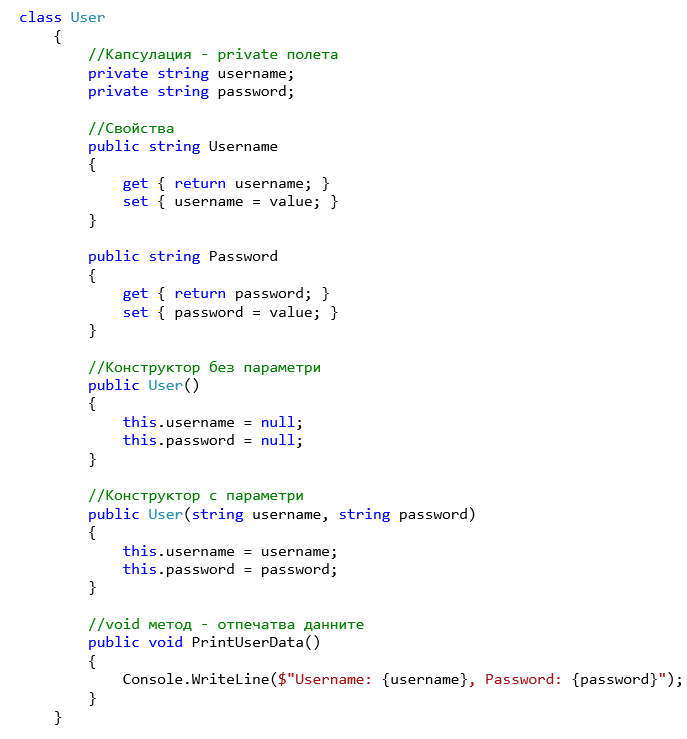 class User
{
//Капсулация - private полета
private string username;
private string password;
//Свойства
public string Username
{
get { return username; }
set { username = value; }
}
public string Password
{
get { return password; }
set { password = value; }
}
//Конструктор без параметри
public User()
{
this.username = null;
this.password = null;
}
//Конструктор с параметри
public User(string username, string password)
{
this.username = username;
this.password = password;
}
//void метод - отпечатва данните
public void PrintUserData()
{
Console.WriteLine($"Username: {username}, Password: {password}");
}
}